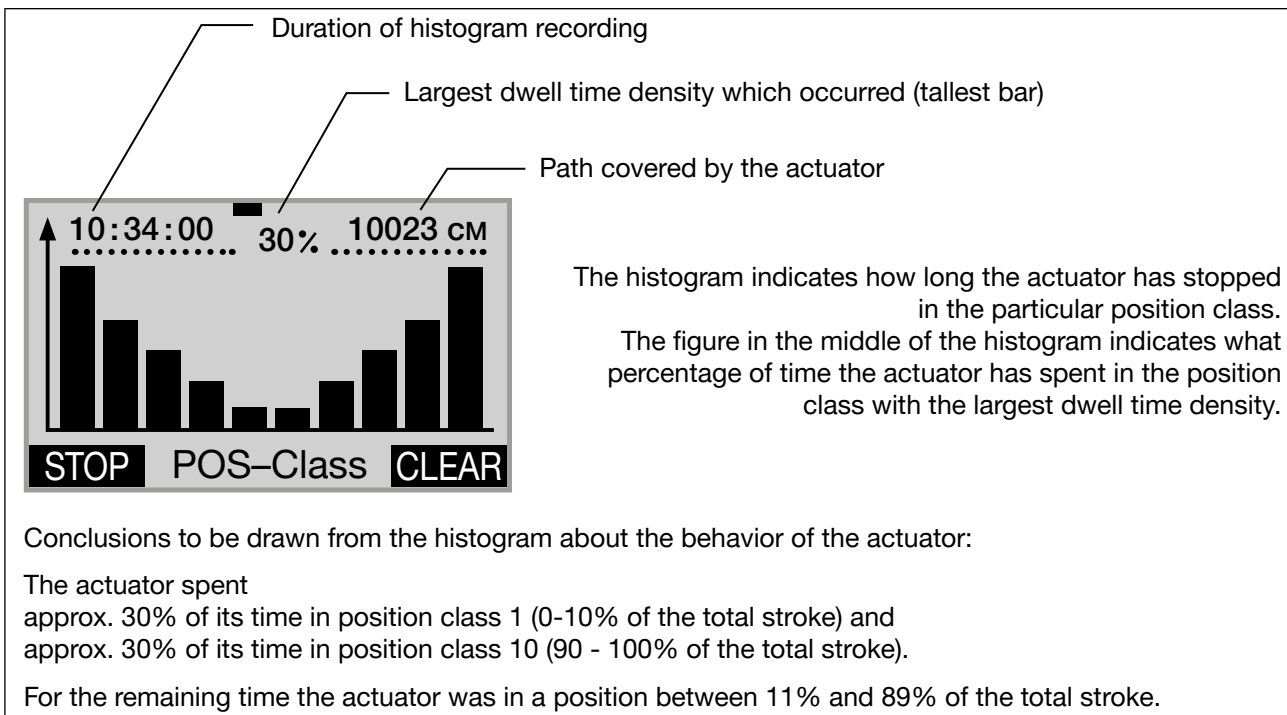 Duration of histogram recording
Largest dwell time density which occurred (tallest bar)
Path covered by the actuator
10:34:00 30% 10023 CM
The histogram indicates how long the actuator has stopped
in the particular position class.
The figure in the middle of the histogram indicates what
percentage of time the actuator has spent in the position
class with the largest dwell time density.
STOP POS–Class CLEAR
Conclusions to be drawn from the histogram about the behavior of the actuator:
The actuator spent
approx. 30% of its time in position class 1 (0-10% of the total stroke) and
approx. 30% of its time in position class 10 (90 - 100% of the total stroke).
For the remaining time the actuator was in a position between 11% and 89% of the total stroke.